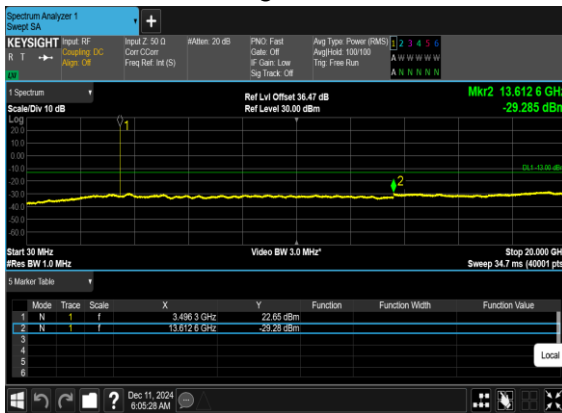 Spectrum Analyzer 1
Swept SA
KEYSIGHT Input: RF Input Z: 50 Ω #Atten: 20 dB PNO: Fast Avg Type: Power (RMS) 1 2 3 4 5 6
R T Coupling: DC Corr CCorr Gate: Off Avg|Hold: 100/100 A W W W W W
Align: Off Freq Ref: Int (S) IF Gain: Low Trig: Free Run
Sig Track: Off A N N N N N
1 Spectrum Ref Lvl Offset 36.47 dB Mkr2 13.612 6 GHz
Scale/Div 10 dB Ref Level 30.00 dBm -29.285 dBm
Log
20.0
10.0
0.00
-10.0
-20.0
-30.0
-40.0
-50.0
-60.0
1
2
DL1 -13.00 dBm
Start 30 MHz Video BW 3.0 MHz* Stop 20.000 GHz
#Res BW 1.0 MHz Sweep 34.7 ms (40001 pts)
5 Marker Table
Mode Trace Scale X Y Function Function Width Function Value
1 N 1 f 3.496 3 GHz 22.65 dBm
2 N 1 f 13.612 6 GHz -29.28 dBm
3
4
5
6
Local
Dec 11, 2024
6:05:28 AM